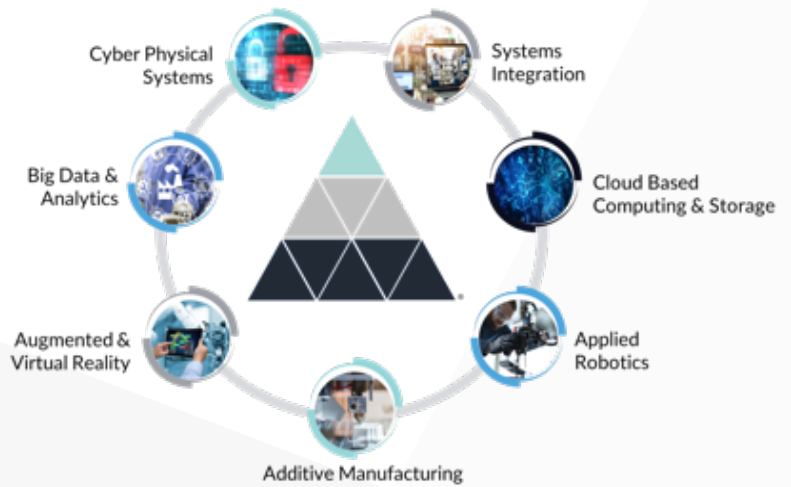 Cyber Physical
Systems
Systems
Integration
Big Data &
Analytics
Cloud Based
Computing & Storage
Augmented &
Virtual Reality
Applied
Robotics
Additive Manufacturing